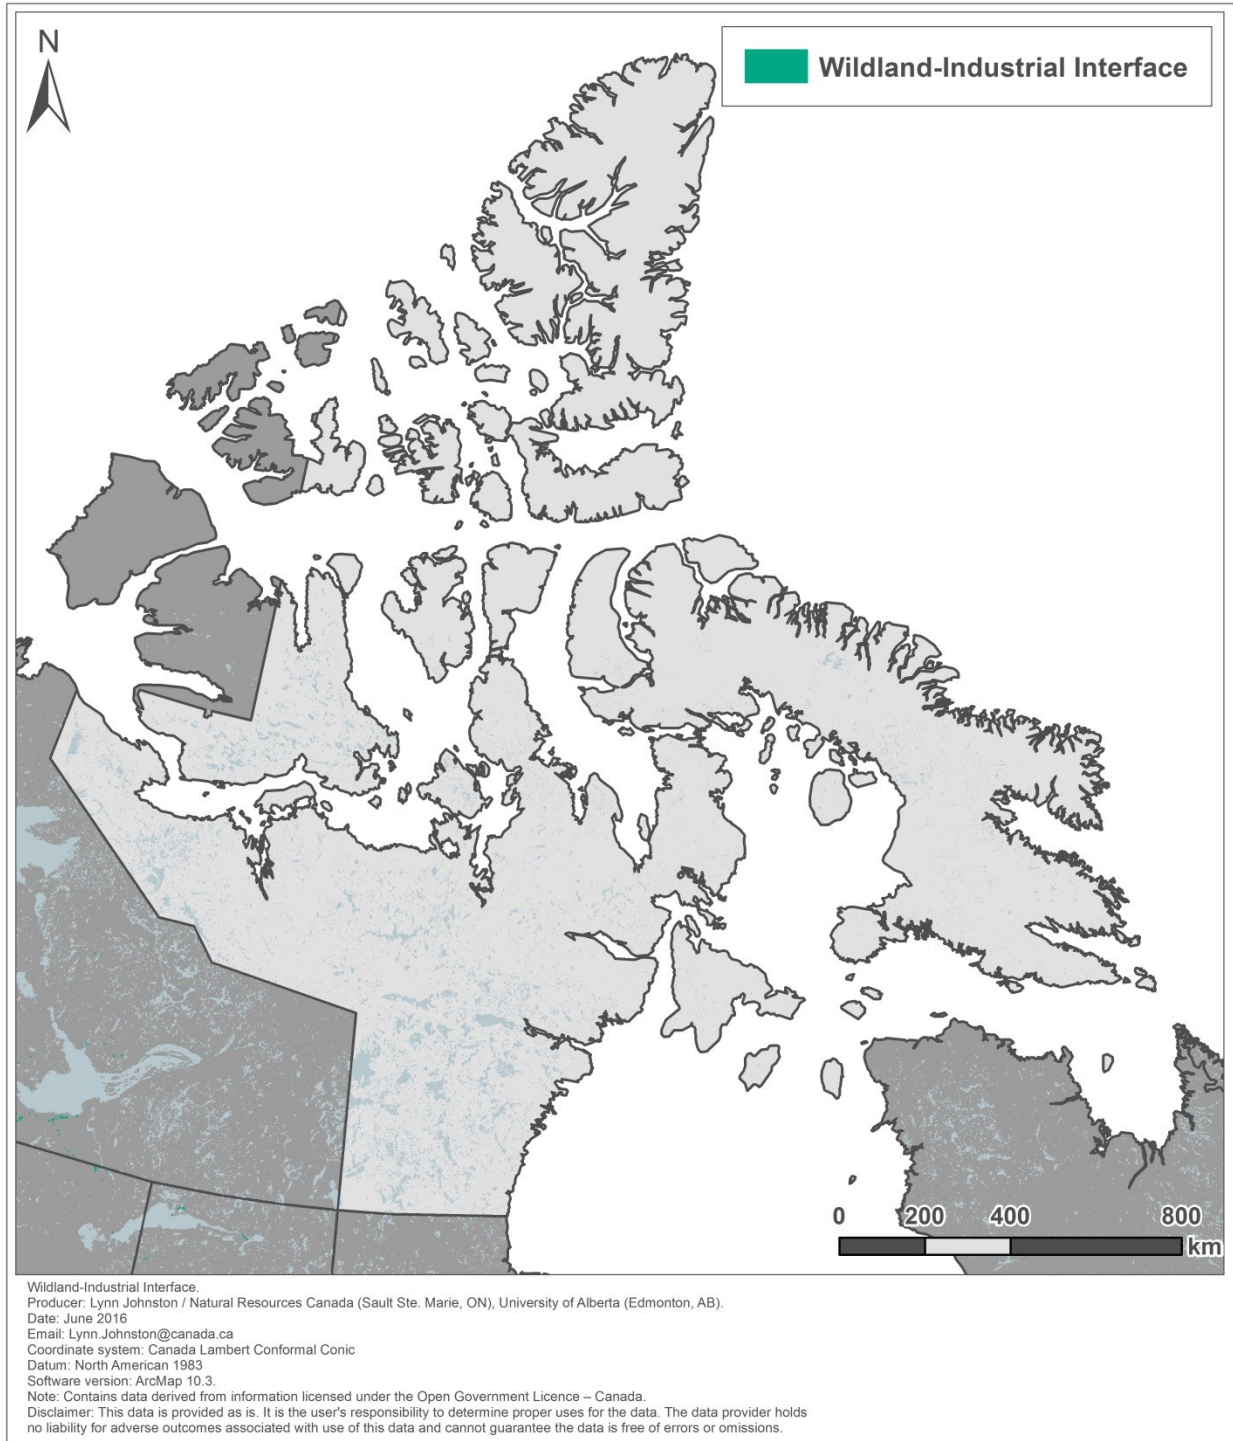 N
Wildland-Industrial Interface
0 200 400 800
km
Wildland-Industrial Interface.
Producer: Lynn Johnston / Natural Resources Canada (Sault Ste. Marie, ON), University of Alberta (Edmonton, AB).
Date: June 2016
Email: Lynn.Johnston@canada.ca
Coordinate system: Canada Lambert Conformal Conic
Datum: North American 1983
Software version: ArcMap 10.3.
Note: Contains data derived from information licensed under the Open Government Licence – Canada.
Disclaimer: This data is provided as is. It is the user's responsibility to determine proper uses for the data. The data provider holds
no liability for adverse outcomes associated with use of this data and cannot guarantee the data is free of errors or omissions.